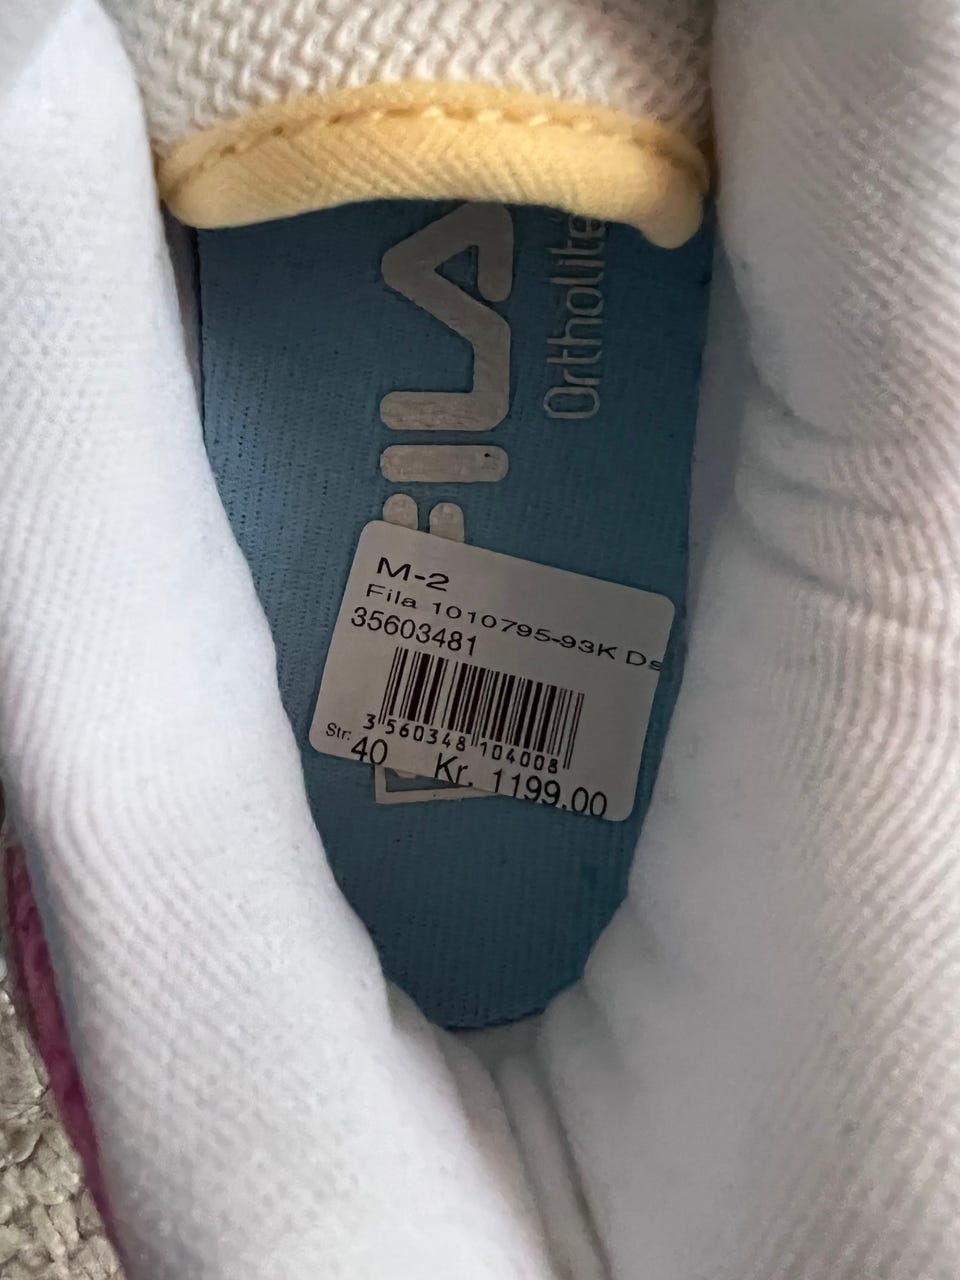 FILA
Ortholite
M-2
Fila 1010795-93K Ds
35603481
3 560348 104008
Str: 40 Kr. 1199.00